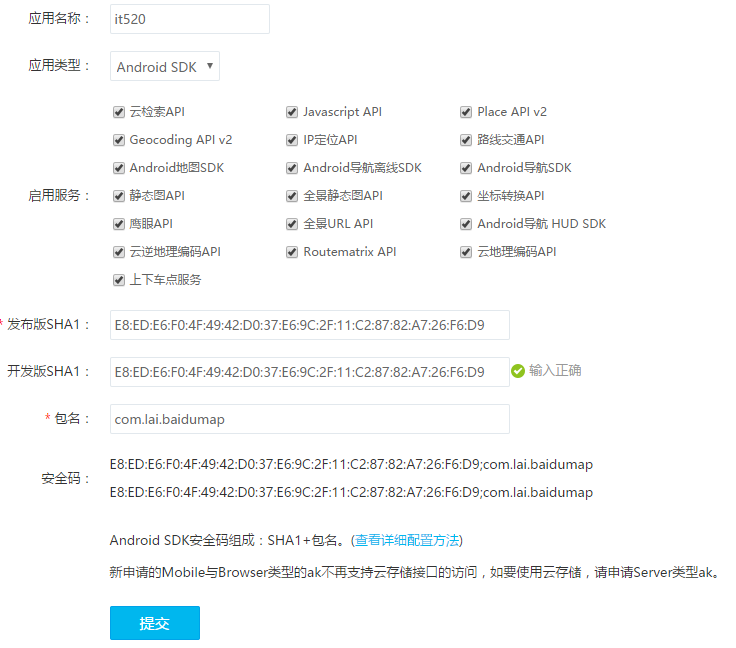 应用名称： it520
应用类型： Android SDK
云检索API Javascript API Place API v2
Geocoding API v2 IP定位API 路线交通API
Android地图SDK Android导航离线SDK Android导航SDK
启用服务： 静态图API 全景静态图API 坐标转换API
鹰眼API 全景URL API Android导航 HUD SDK
云逆地理编码API Routematrix API 云地理编码API
上下车点服务
* 发布版SHA1： E8:ED:E6:F0:4F:49:42:D0:37:E6:9C:2F:11:C2:87:82:A7:26:F6:D9
开发版SHA1： E8:ED:E6:F0:4F:49:42:D0:37:E6:9C:2F:11:C2:87:82:A7:26:F6:D9 输入正确
* 包名： com.lai.baidumap
安全码： E8:ED:E6:F0:4F:49:42:D0:37:E6:9C:2F:11:C2:87:82:A7:26:F6:D9;com.lai.baidumap
E8:ED:E6:F0:4F:49:42:D0:37:E6:9C:2F:11:C2:87:82:A7:26:F6:D9;com.lai.baidumap
Android SDK安全码组成：SHA1+包名。(查看详细配置方法)
新申请的Mobile与Browser类型的ak不再支持云存储接口的访问，如要使用云存储，请申请Server类型ak。
提交